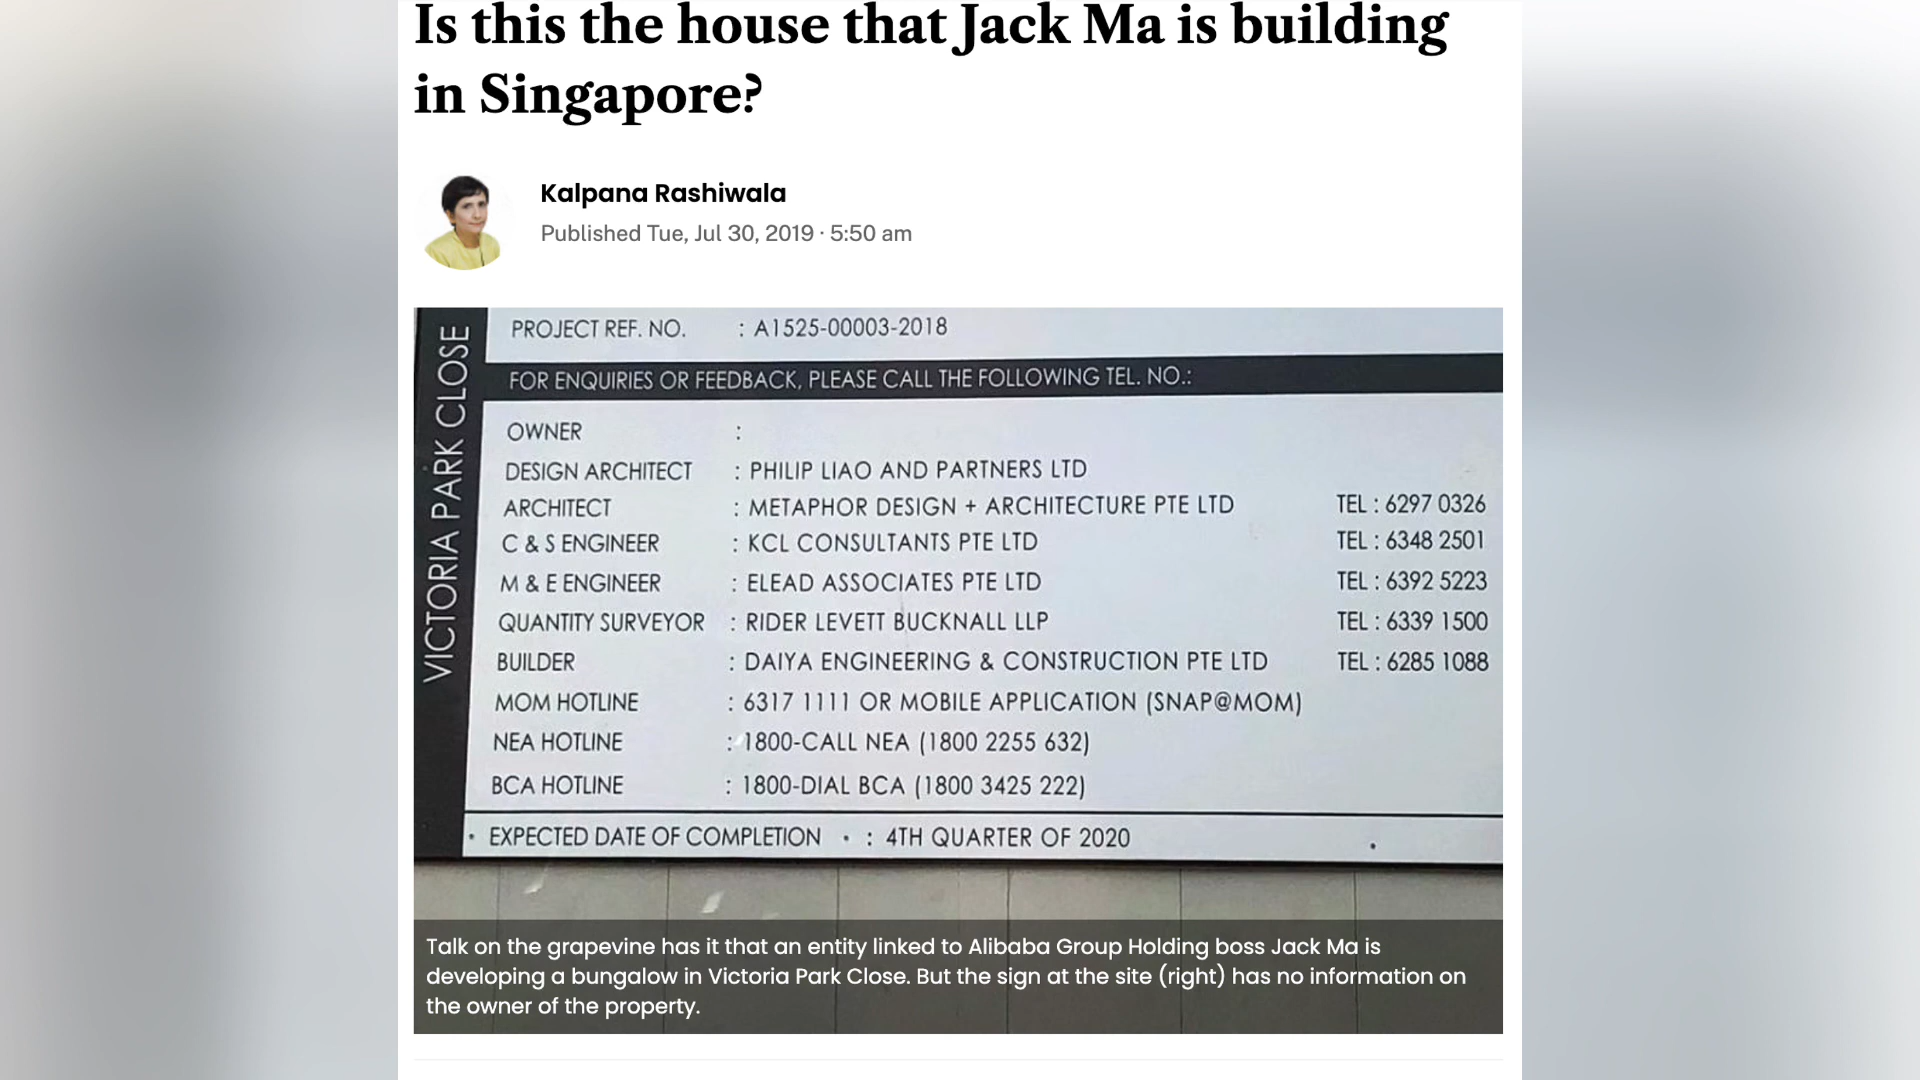 Is this the house that Jack Ma is building
in Singapore?
Kalpana Rashiwala
Published Tue, Jul 30, 2019 · 5:50 am
VICTORIA PARK CLOSE
PROJECT REF. NO. : A1525-00003-2018
FOR ENQUIRIES OR FEEDBACK, PLEASE CALL THE FOLLOWING TEL. NO.:
OWNER :
DESIGN ARCHITECT : PHILIP LIAO AND PARTNERS LTD
ARCHITECT : METAPHOR DESIGN + ARCHITECTURE PTE LTD TEL : 6297 0326
C & S ENGINEER : KCL CONSULTANTS PTE LTD TEL : 6348 2501
M & E ENGINEER : ELEAD ASSOCIATES PTE LTD TEL : 6392 5223
QUANTITY SURVEYOR : RIDER LEVETT BUCKNALL LLP TEL : 6339 1500
BUILDER : DAIYA ENGINEERING & CONSTRUCTION PTE LTD TEL : 6285 1088
MOM HOTLINE : 6317 1111 OR MOBILE APPLICATION (SNAP@MOM)
NEA HOTLINE : 1800-CALL NEA (1800 2255 632)
BCA HOTLINE : 1800-DIAL BCA (1800 3425 222)
EXPECTED DATE OF COMPLETION : 4TH QUARTER OF 2020
Talk on the grapevine has it that an entity linked to Alibaba Group Holding boss Jack Ma is
developing a bungalow in Victoria Park Close. But the sign at the site (right) has no information on
the owner of the property.